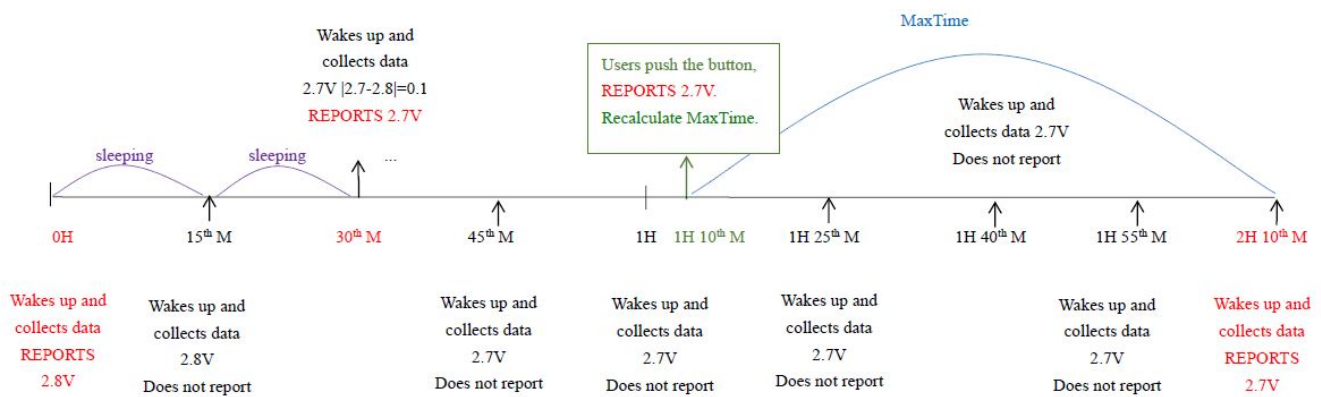 MaxTime
Wakes up and
collects data
2.7V |2.7-2.8|=0.1
REPORTS 2.7V
Users push the button,
REPORTS 2.7V.
Recalculate MaxTime.
Wakes up and
collects data 2.7V
Does not report
sleeping
sleeping
...
0H
15th M
30th M
45th M
1H
1H 10th M
1H 25th M
1H 40th M
1H 55th M
2H 10th M
Wakes up and
collects data
REPORTS
2.8V
Wakes up and
collects data
2.8V
Does not report
Wakes up and
collects data
2.7V
Does not report
Wakes up and
collects data
2.7V
Does not report
Wakes up and
collects data
2.7V
Does not report
Wakes up and
collects data
2.7V
Does not report
Wakes up and
collects data
REPORTS
2.7V